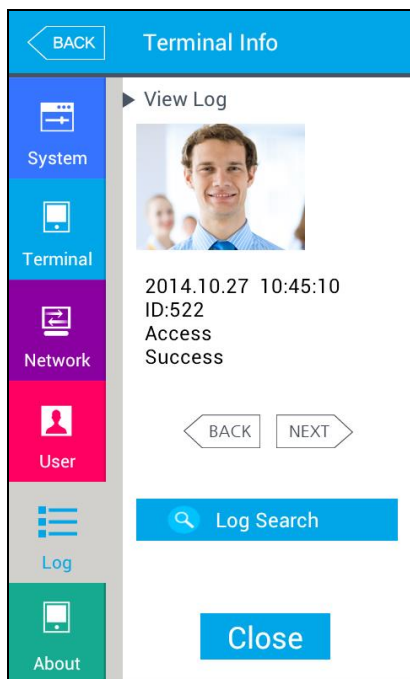 BACK
Terminal Info
System
Terminal
Network
User
Log
About
View Log
2014.10.27 10:45:10
ID:522
Access
Success
BACK
NEXT
Log Search
Close